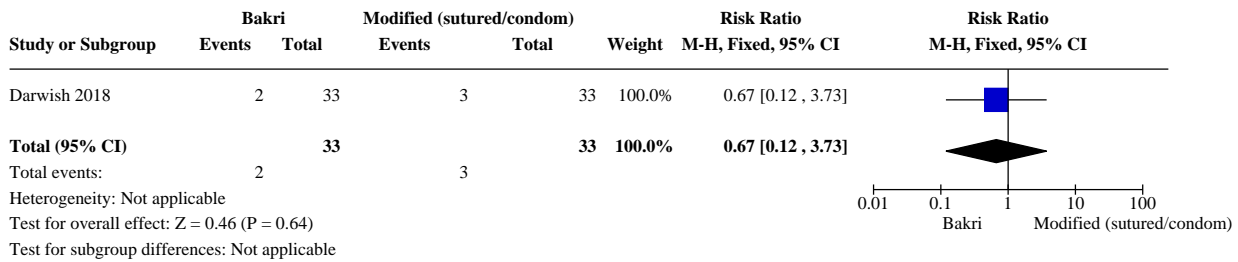 Bakri Modified (sutured/condom) Risk Ratio Risk Ratio
Study or Subgroup Events Total Events Total Weight M-H, Fixed, 95% CI M-H, Fixed, 95% CI
Darwish 2018 2 33 3 33 100.0% 0.67 [0.12 , 3.73]
Total (95% CI) 33 33 100.0% 0.67 [0.12 , 3.73]
Total events: 2 3
Heterogeneity: Not applicable
Test for overall effect: Z = 0.46 (P = 0.64)
Test for subgroup differences: Not applicable
0.01 0.1 1 10 100
Bakri Modified (sutured/condom)